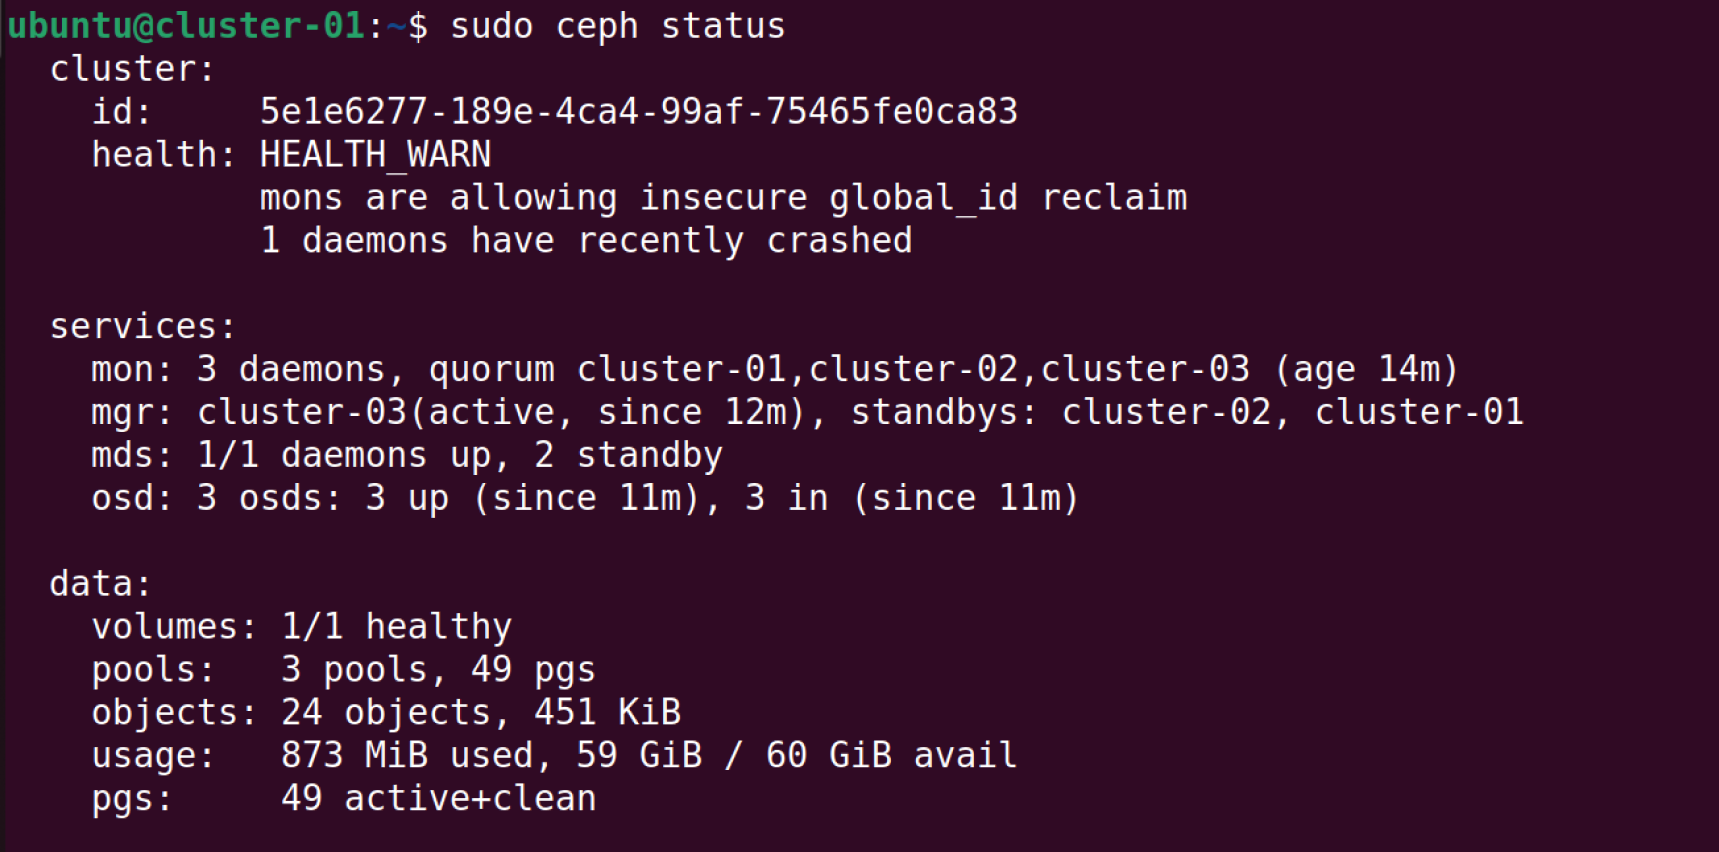 ubuntu@cluster-01:~$ sudo ceph status
cluster:
id: 5e1e6277-189e-4ca4-99af-75465fe0ca83
health: HEALTH_WARN
mons are allowing insecure global_id reclaim
1 daemons have recently crashed
services:
mon: 3 daemons, quorum cluster-01,cluster-02,cluster-03 (age 14m)
mgr: cluster-03(active, since 12m), standbys: cluster-02, cluster-01
mds: 1/1 daemons up, 2 standby
osd: 3 osds: 3 up (since 11m), 3 in (since 11m)
data:
volumes: 1/1 healthy
pools: 3 pools, 49 pgs
objects: 24 objects, 451 KiB
usage: 873 MiB used, 59 GiB / 60 GiB avail
pgs: 49 active+clean